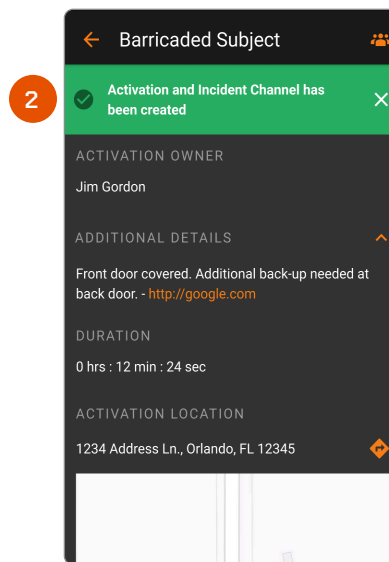 Barricaded Subject
2
Activation and Incident Channel has
been created
ACTIVATION OWNER
Jim Gordon
ADDITIONAL DETAILS
Front door covered. Additional back-up needed at
back door. - http://google.com
DURATION
0 hrs : 12 min : 24 sec
ACTIVATION LOCATION
1234 Address Ln., Orlando, FL 12345